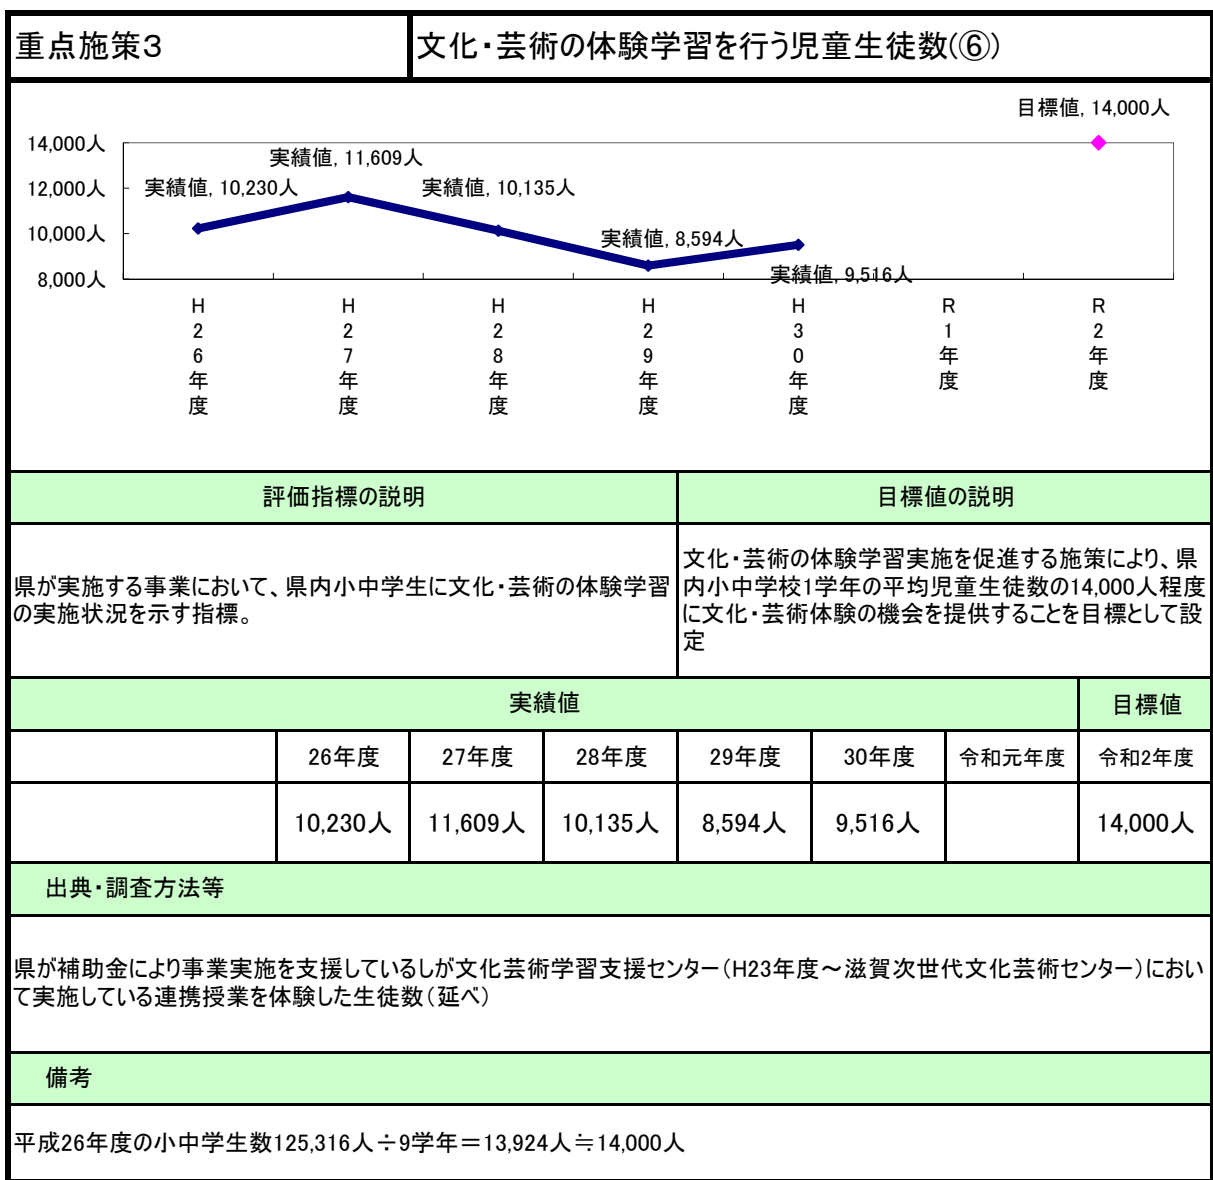 重点施策3
文化・芸術の体験学習を行う児童生徒数(⑥)
目標値, 14,000人
14,000人
12,000人
10,000人
8,000人
実績値, 10,230人
実績値, 11,609人
実績値, 10,135人
実績値, 8,594人
実績値, 9,516人
H26年度
H27年度
H28年度
H29年度
H30年度
R1年度
R2年度
評価指標の説明
目標値の説明
県が実施する事業において、県内小中学生に文化・芸術の体験学習
の実施状況を示す指標。
文化・芸術の体験学習実施を促進する施策により、県
内小中学校1学年の平均児童生徒数の14,000人程度
に文化・芸術体験の機会を提供することを目標として設
定
実績値
目標値
26年度
27年度
28年度
29年度
30年度
令和元年度
令和2年度
10,230人
11,609人
10,135人
8,594人
9,516人
14,000人
出典・調査方法等
県が補助金により事業実施を支援しているしが文化芸術学習支援センター(H23年度~滋賀次世代文化芸術センター)におい
て実施している連携授業を体験した生徒数(延べ)
備考
平成26年度の小中学生数125,316人÷9学年=13,924人≒14,000人